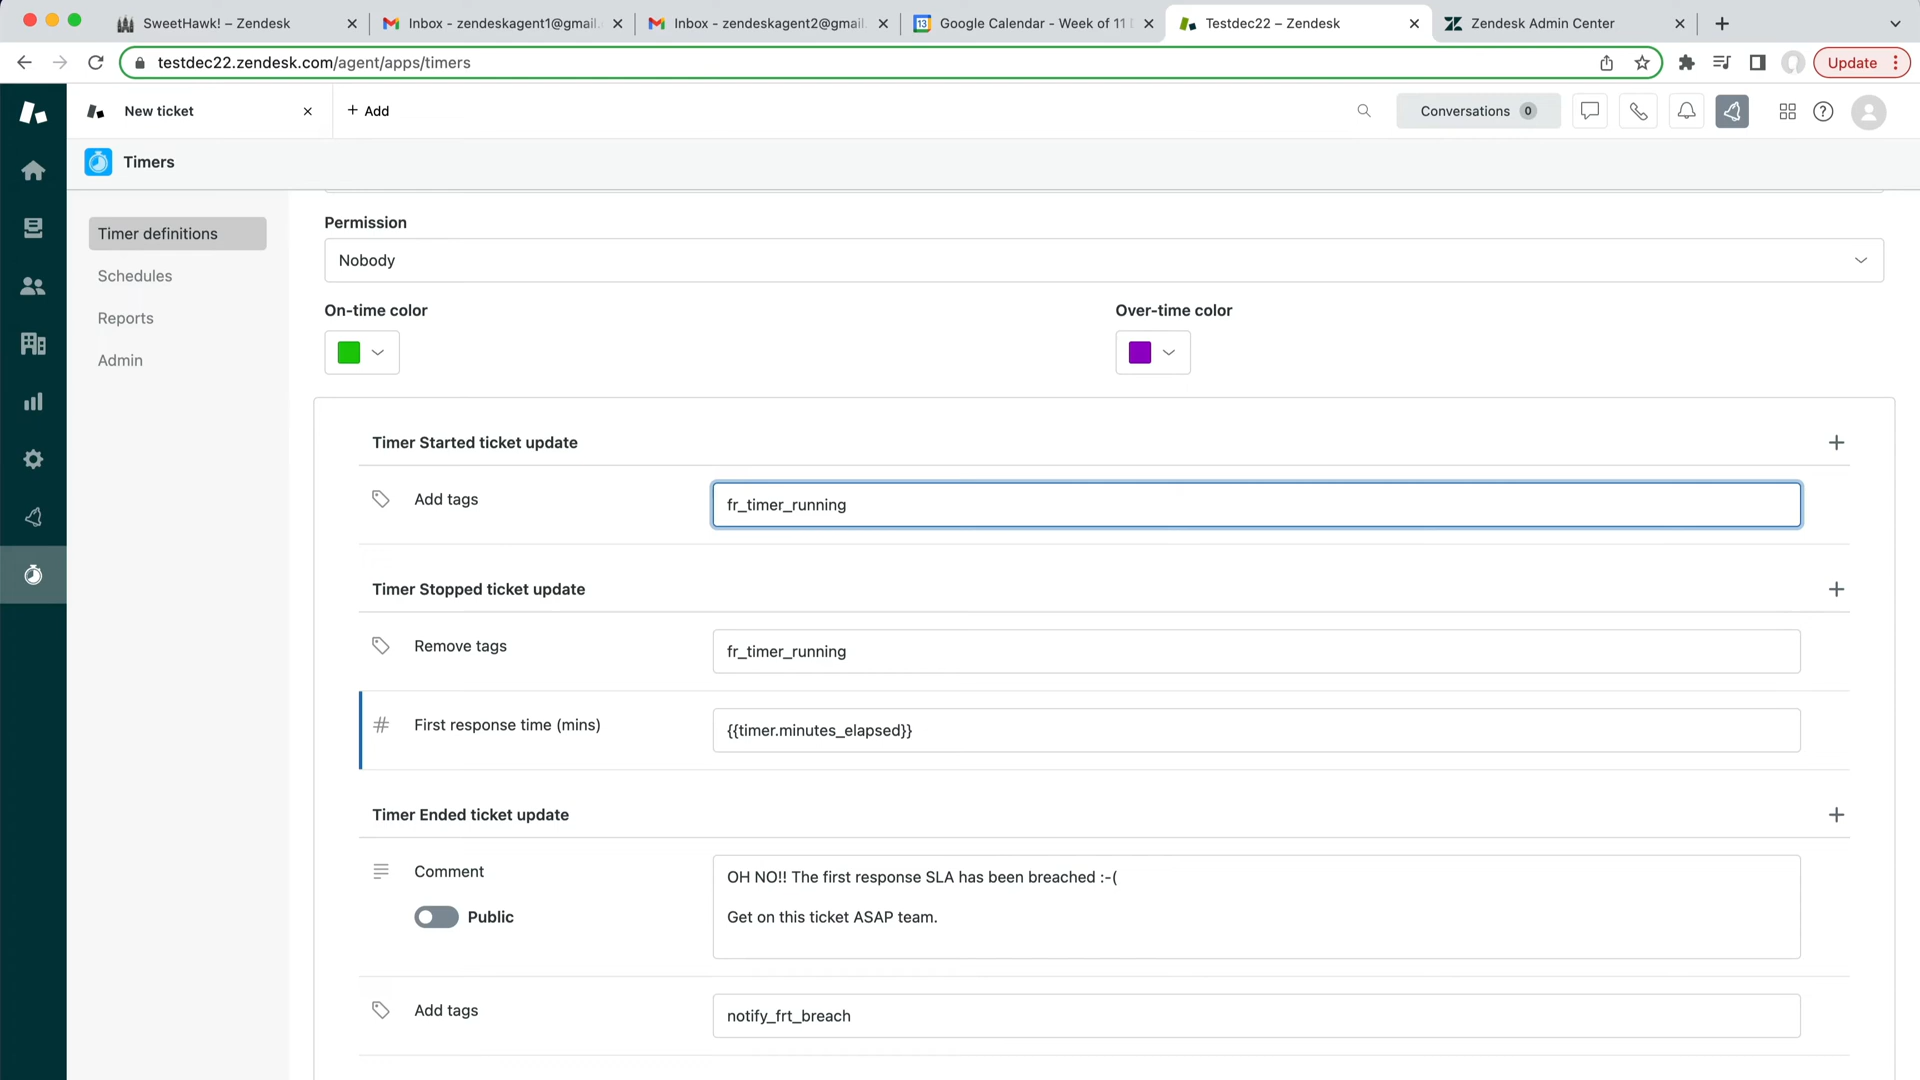 SweetHawk! – Zendesk
Inbox - zendeskagent1@gmail.
Inbox - zendeskagent2@gmail.
13
Google Calendar - Week of 11
Testdec22 – Zendesk
Zendesk Admin Center
testdec22.zendesk.com/agent/apps/timers
Update
New ticket
+ Add
Conversations 0
Timers
Timer definitions
Schedules
Reports
Admin
Permission
Nobody
On-time color
Over-time color
Timer Started ticket update
Add tags
fr_timer_running
Timer Stopped ticket update
Remove tags
fr_timer_running
First response time (mins)
{{timer.minutes_elapsed}}
Timer Ended ticket update
Comment
OH NO!! The first response SLA has been breached :-(
Public
Get on this ticket ASAP team.
Add tags
notify_frt_breach